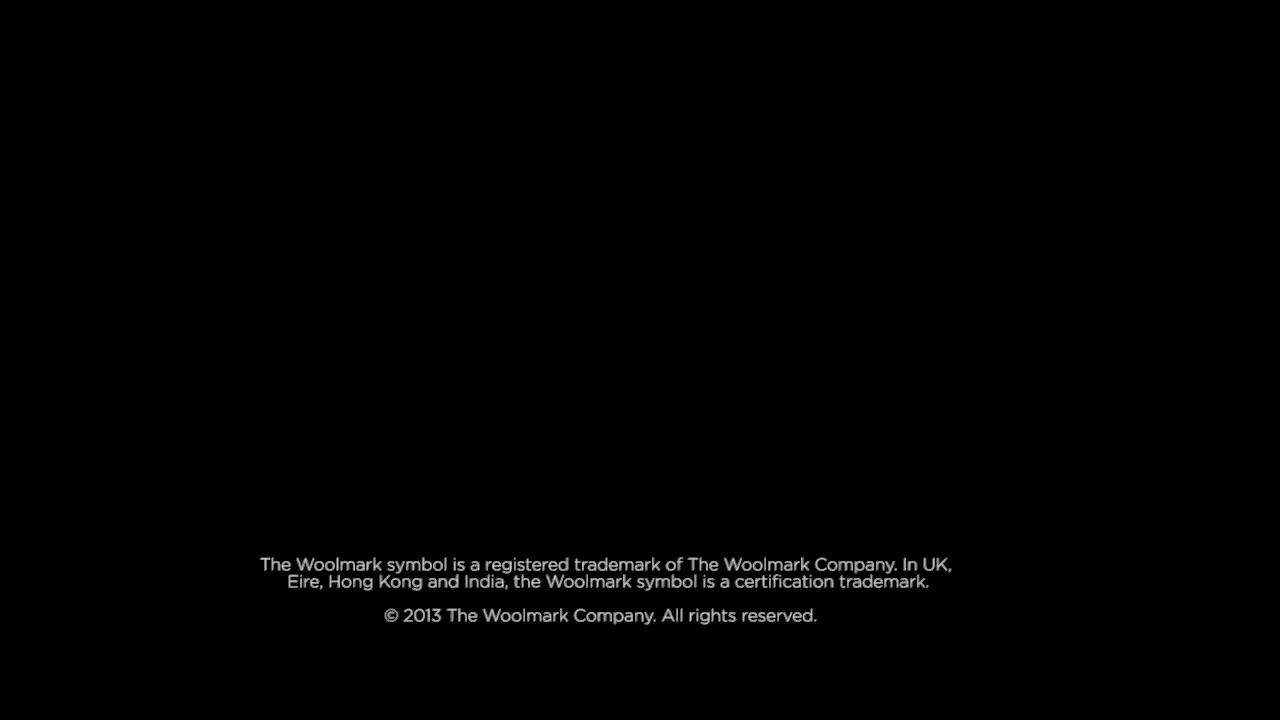 The Woolmark symbol is a registered trademark of The Woolmark Company. In UK,
Eire, Hong Kong and India, the Woolmark symbol is a certification trademark.
© 2013 The Woolmark Company. All rights reserved.